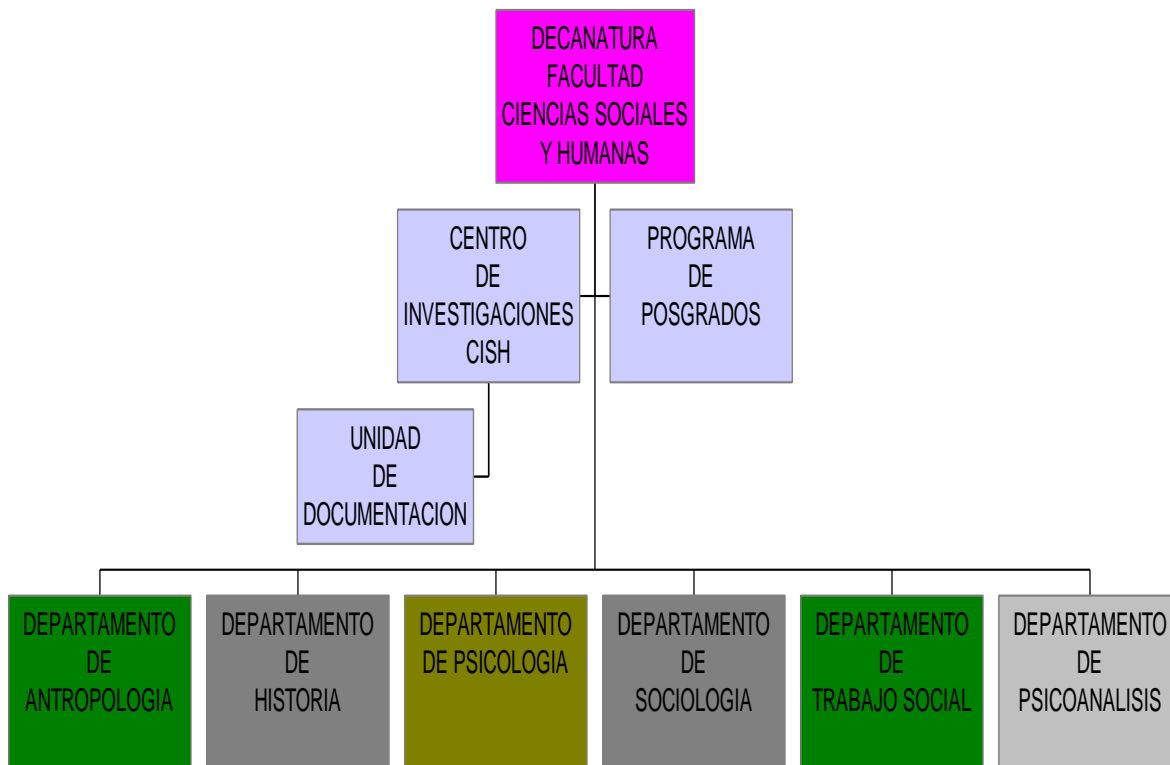 DECANATURA
FACULTAD
CIENCIAS SOCIALES
Y HUMANAS
CENTRO
DE
INVESTIGACIONES
CISH
PROGRAMA
DE
POSGRADOS
UNIDAD
DE
DOCUMENTACION
DEPARTAMENTO
DE
ANTROPOLOGIA
DEPARTAMENTO
DE
HISTORIA
DEPARTAMENTO
DE PSICOLOGIA
DEPARTAMENTO
DE
SOCIOLOGIA
DEPARTAMENTO
DE
TRABAJO SOCIAL
DEPARTAMENTO
DE
PSICOANALISIS